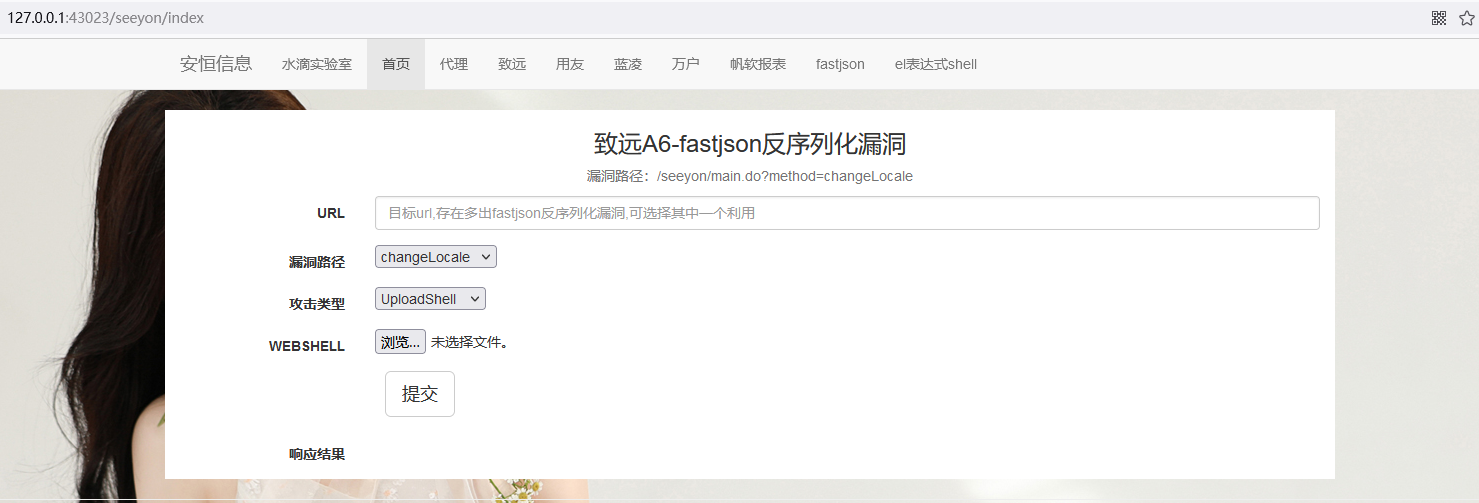 127.0.0.1:43023/seeyon/index
安恒信息 水滴实验室 首页 代理 致远 用友 蓝凌 万户 帆软报表 fastjson el表达式shell
致远A6-fastjson反序列化漏洞
漏洞路径：/seeyon/main.do?method=changeLocale
URL 目标url,存在多出fastjson反序列化漏洞,可选择其中一个利用
漏洞路径 changeLocale
攻击类型 UploadShell
WEBSHELL 浏览... 未选择文件。
提交
响应结果